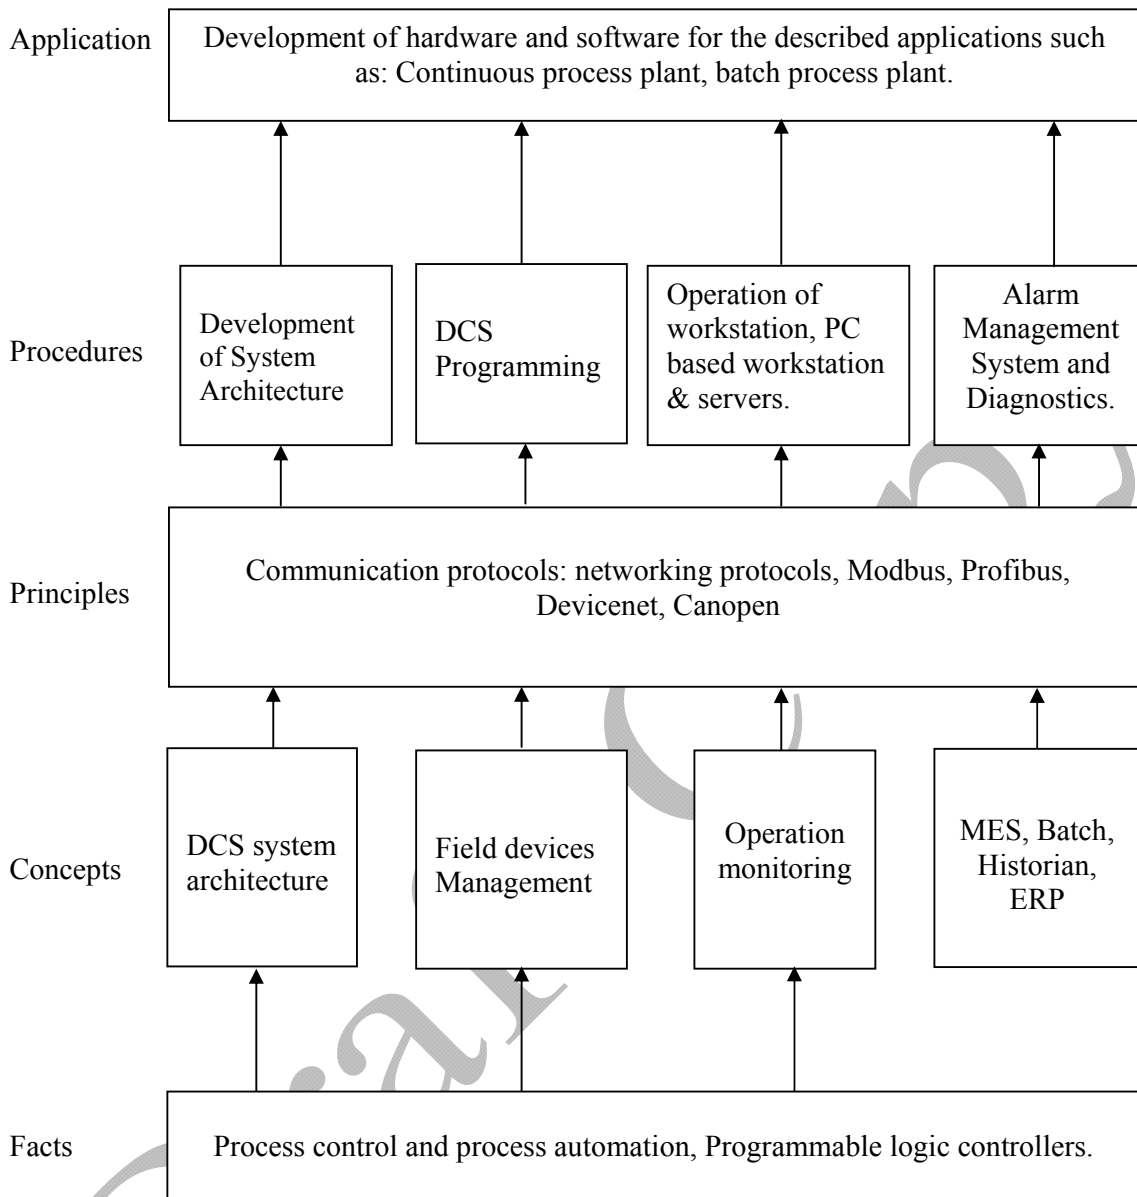 Application
Development of hardware and software for the described applications such
as: Continuous process plant, batch process plant.
Procedures
Development
of System
Architecture
DCS
Programming
Operation of
workstation, PC
based workstation
& servers.
Alarm
Management
System and
Diagnostics.
Principles
Communication protocols: networking protocols, Modbus, Profibus,
Devicenet, Canopen
Concepts
DCS system
architecture
Field devices
Management
Operation
monitoring
MES, Batch,
Historian,
ERP
Facts
Process control and process automation, Programmable logic controllers.